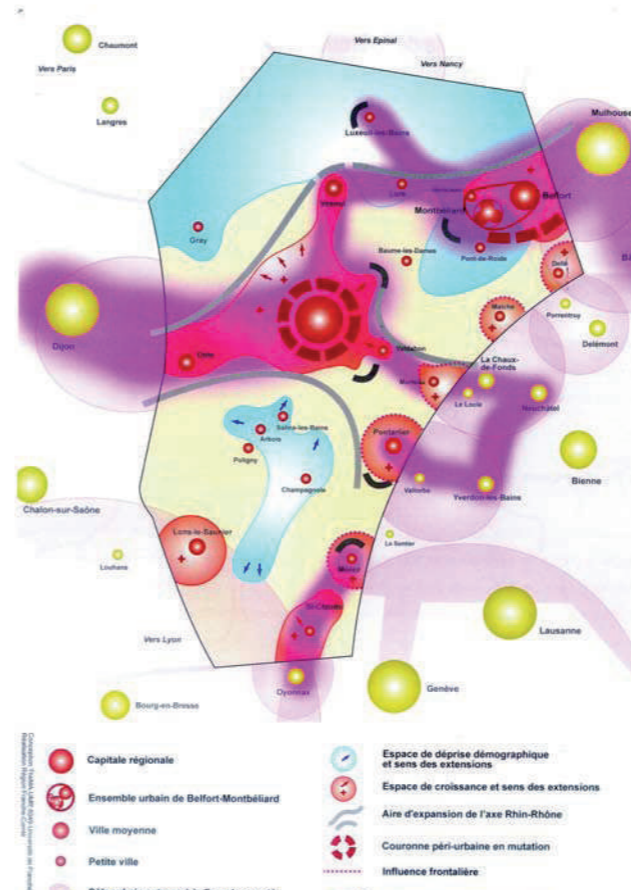 Vers Epinal
Chaumont
Vers Paris
Vers Nancy
Langres
Mulhouse
Luxeuil-les-Bains
Lure
Vesoul
Belfort
Montbéliard
Gray
Baume-les-Dames
Pont-de-Roide
Delle
Dijon
Maîche
Porrentruy
Delémont
Valdahon
La Chaux-
de-Fonds
Morteau
Le Locle
Neuchâtel
Salins-les-Bains
Arbois
Poligny
Pontarlier
Bienne
Champagnole
Vallorbe
Yverdon-les-Bains
Chalon-sur-Saône
Lons-le-Saunier
Le Sentier
Louhans
Morez
St-Claude
Lausanne
Vers Lyon
Oyonnax
Genève
Bourg-en-Bresse
Capitale régionale
Ensemble urbain de Belfort-Montbéliard
Ville moyenne
Petite ville
Espace de déprise démographique
et sens des extensions
Espace de croissance et sens des extensions
Aire d'expansion de l'axe Rhin-Rhône
Couronne péri-urbaine en mutation
Influence frontalière